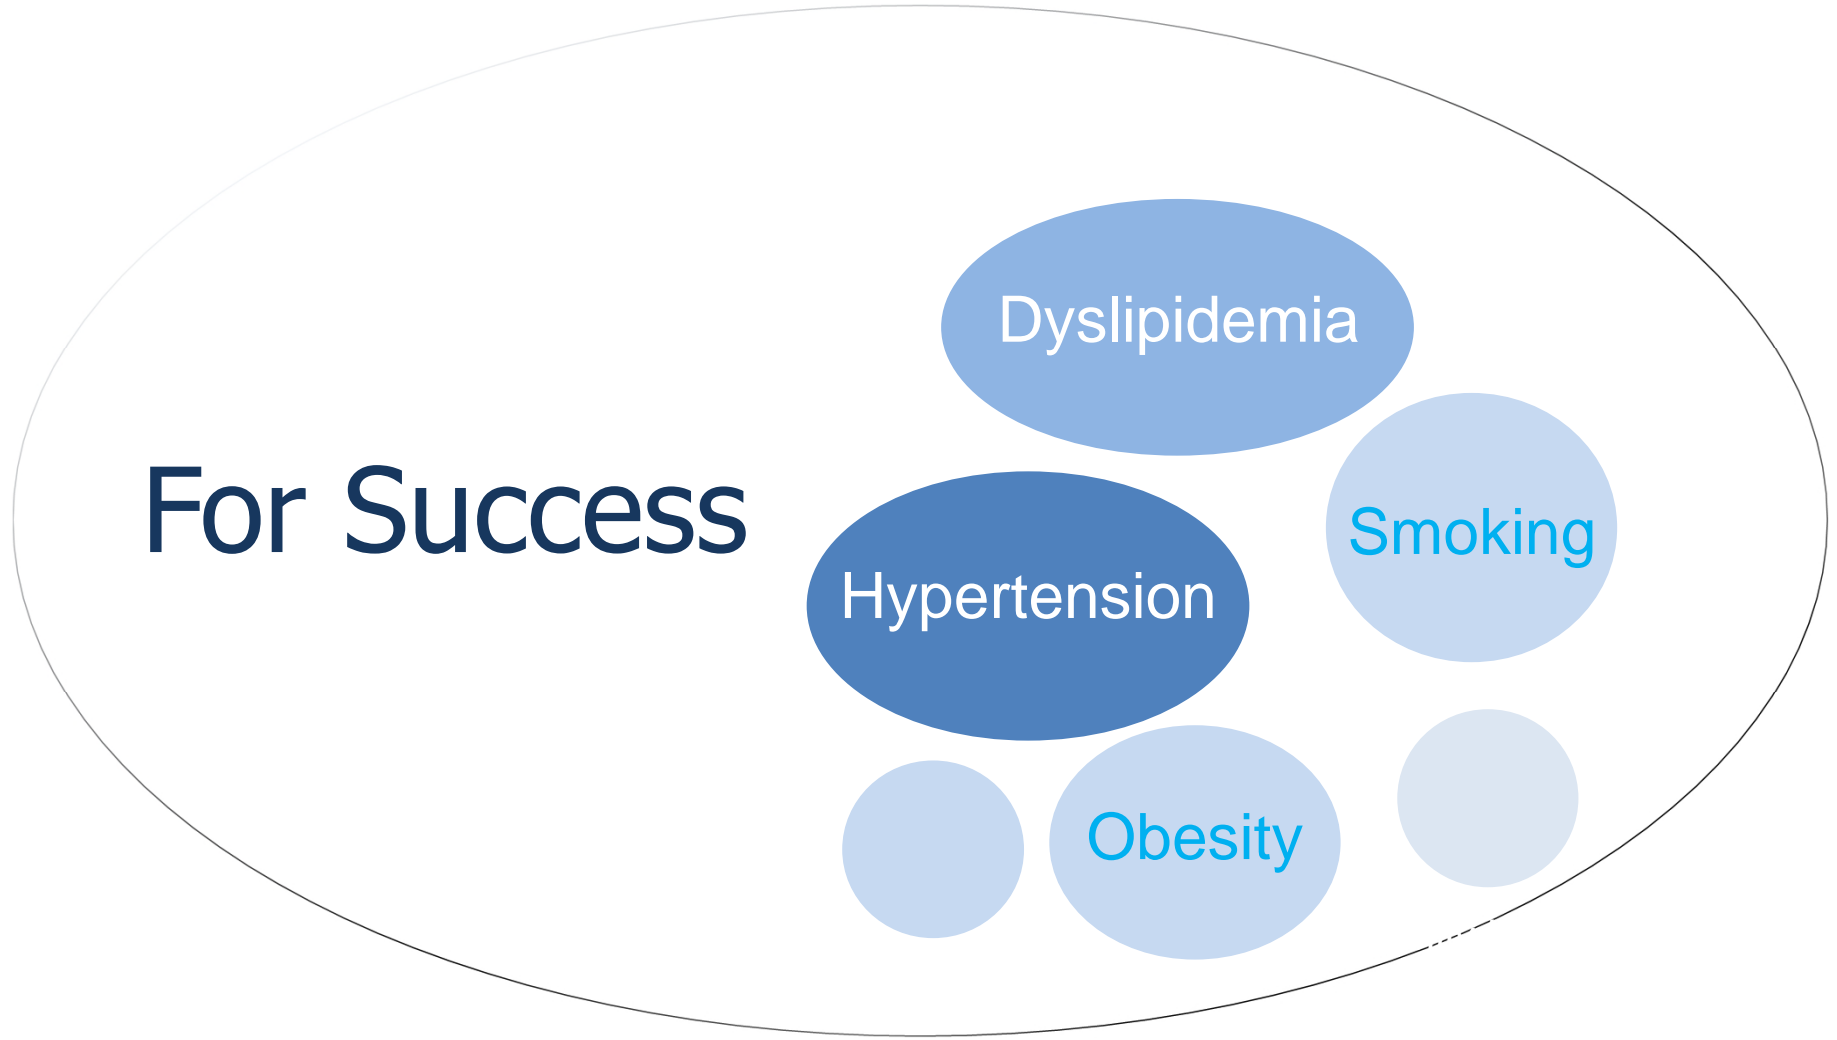 For Success
Dyslipidemia
Smoking
Hypertension
Obesity